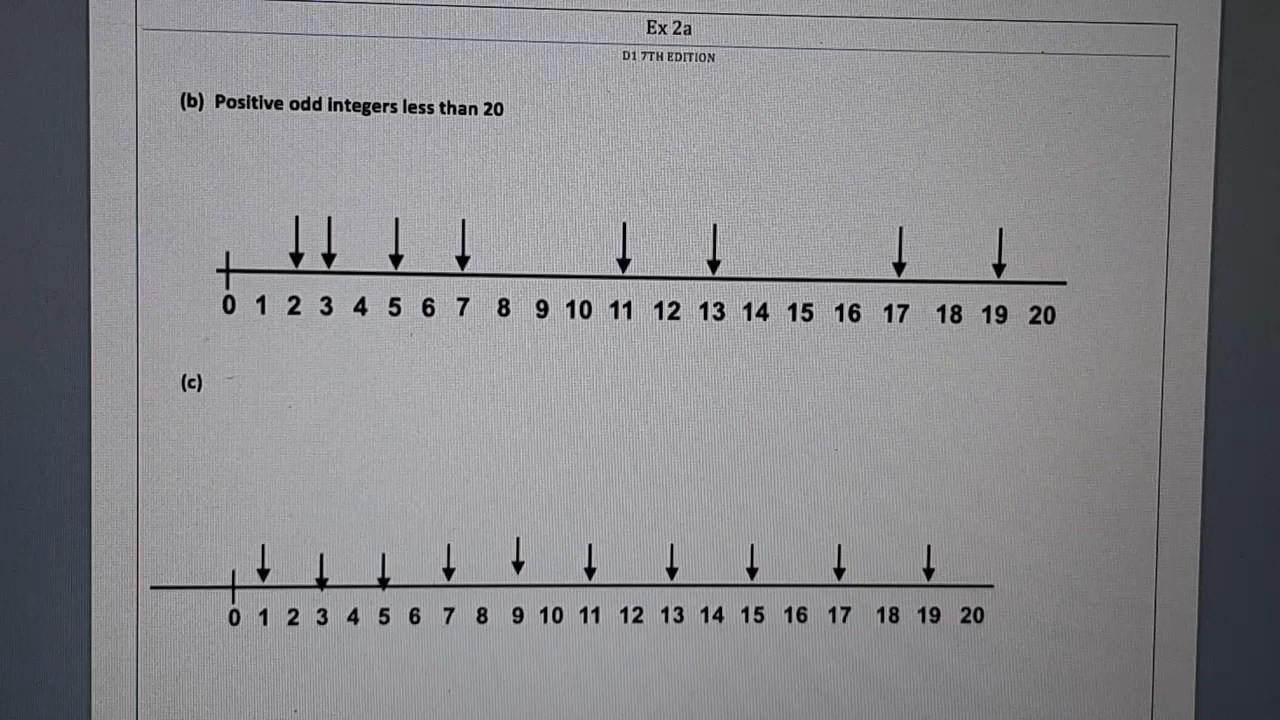 Ex 2a
D1 7TH EDITION
(b) Positive odd integers less than 20
0 1 2 3 4 5 6 7 8 9 10 11 12 13 14 15 16 17 18 19 20
(c)
0 1 2 3 4 5 6 7 8 9 10 11 12 13 14 15 16 17 18 19 20